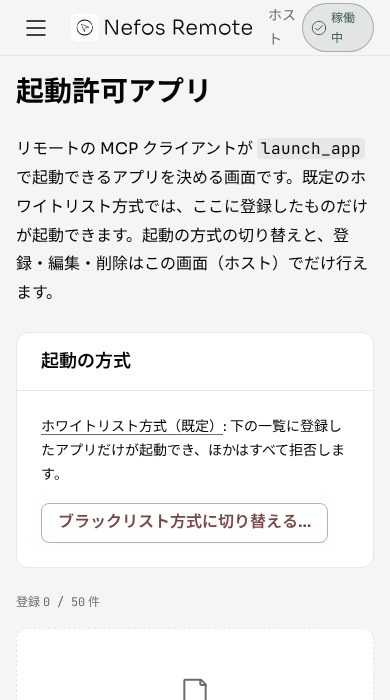 Nefos Remote
ホス
ト
稼働
中
起動許可アプリ
リモートの MCP クライアントが launch_app
で起動できるアプリを決める画面です。既定のホ
ワイトリスト方式では、ここに登録したものだけ
が起動できます。起動の方式の切り替えと、登
録・編集・削除はこの画面（ホスト）でだけ行え
ます。
起動の方式
ホワイトリスト方式（既定）: 下の一覧に登録し
たアプリだけが起動でき、ほかはすべて拒否しま
す。
ブラックリスト方式に切り替える...
登録 0 / 50 件